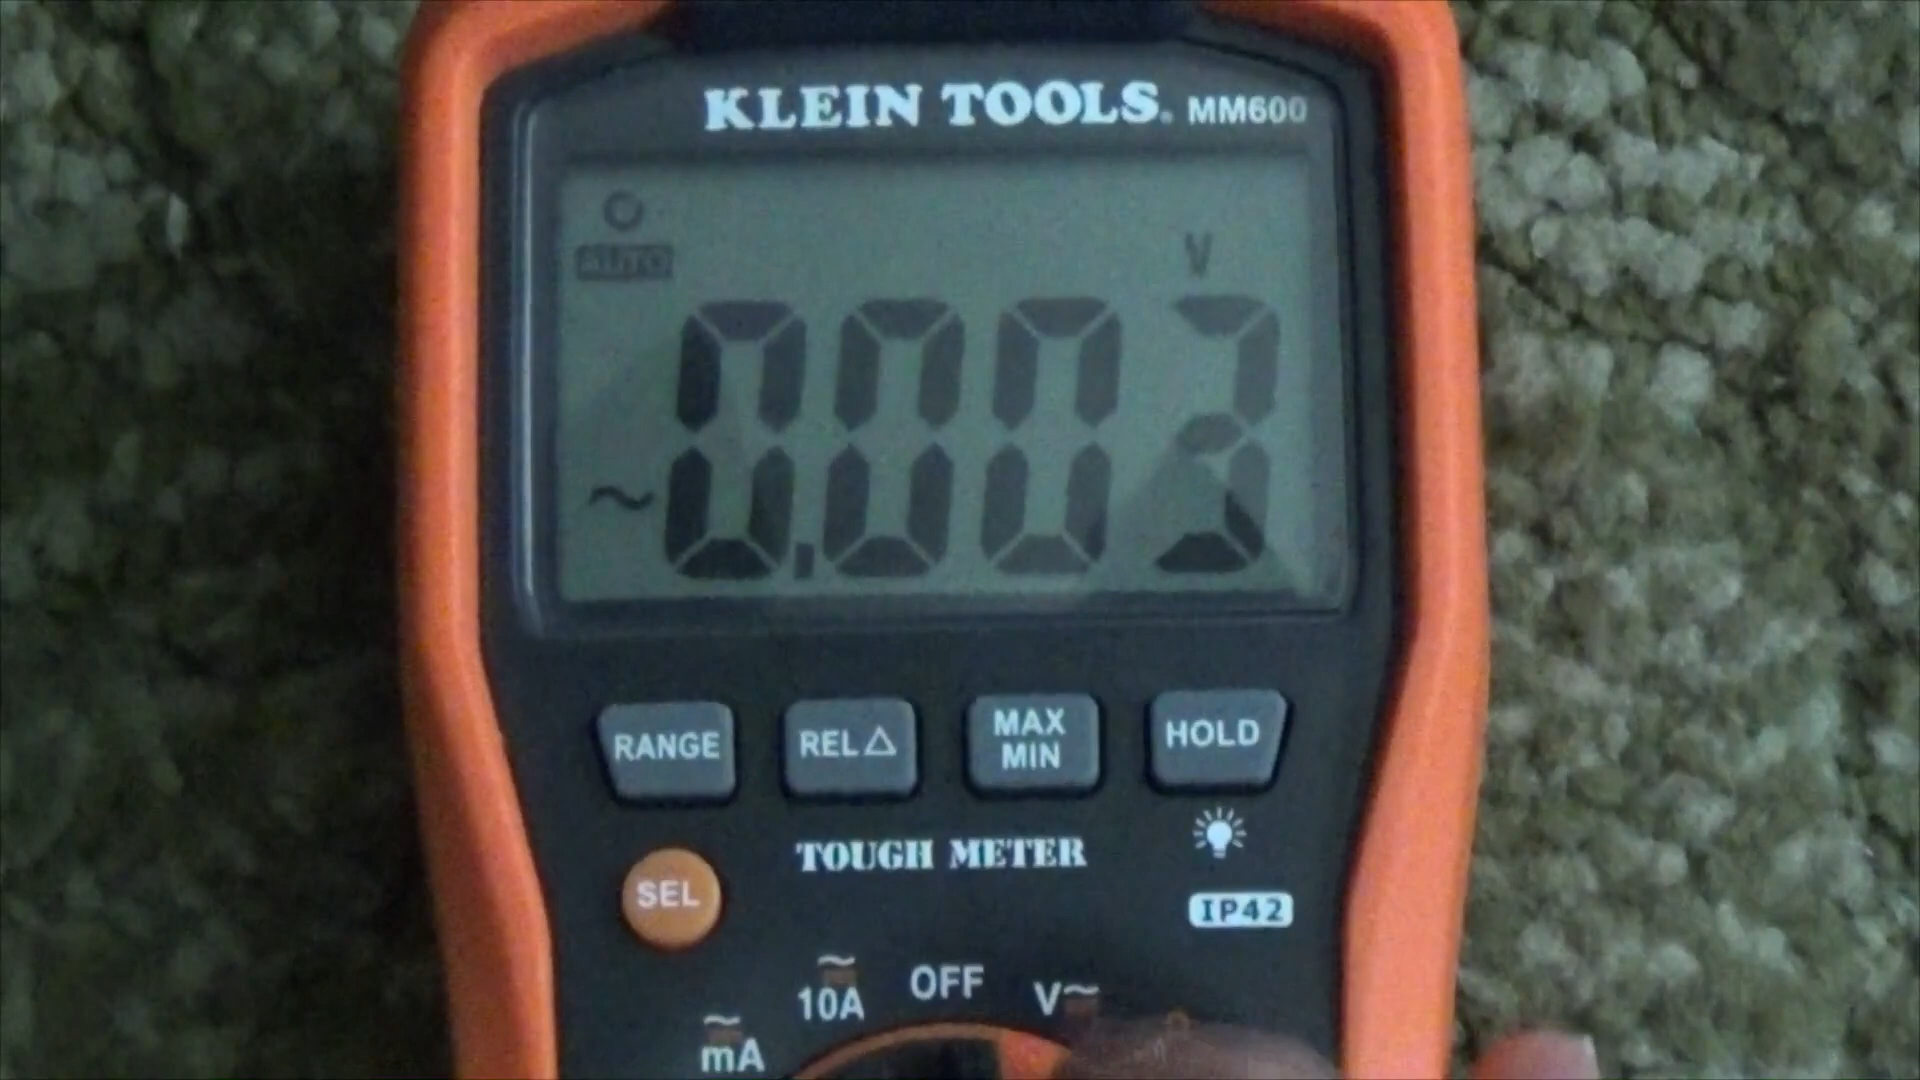 KLEIN TOOLS® MM600
AUTO
V
~0.003
RANGE
REL△
MAX
MIN
HOLD
SEL
TOUGH METER
IP42
10A
OFF
V
mA